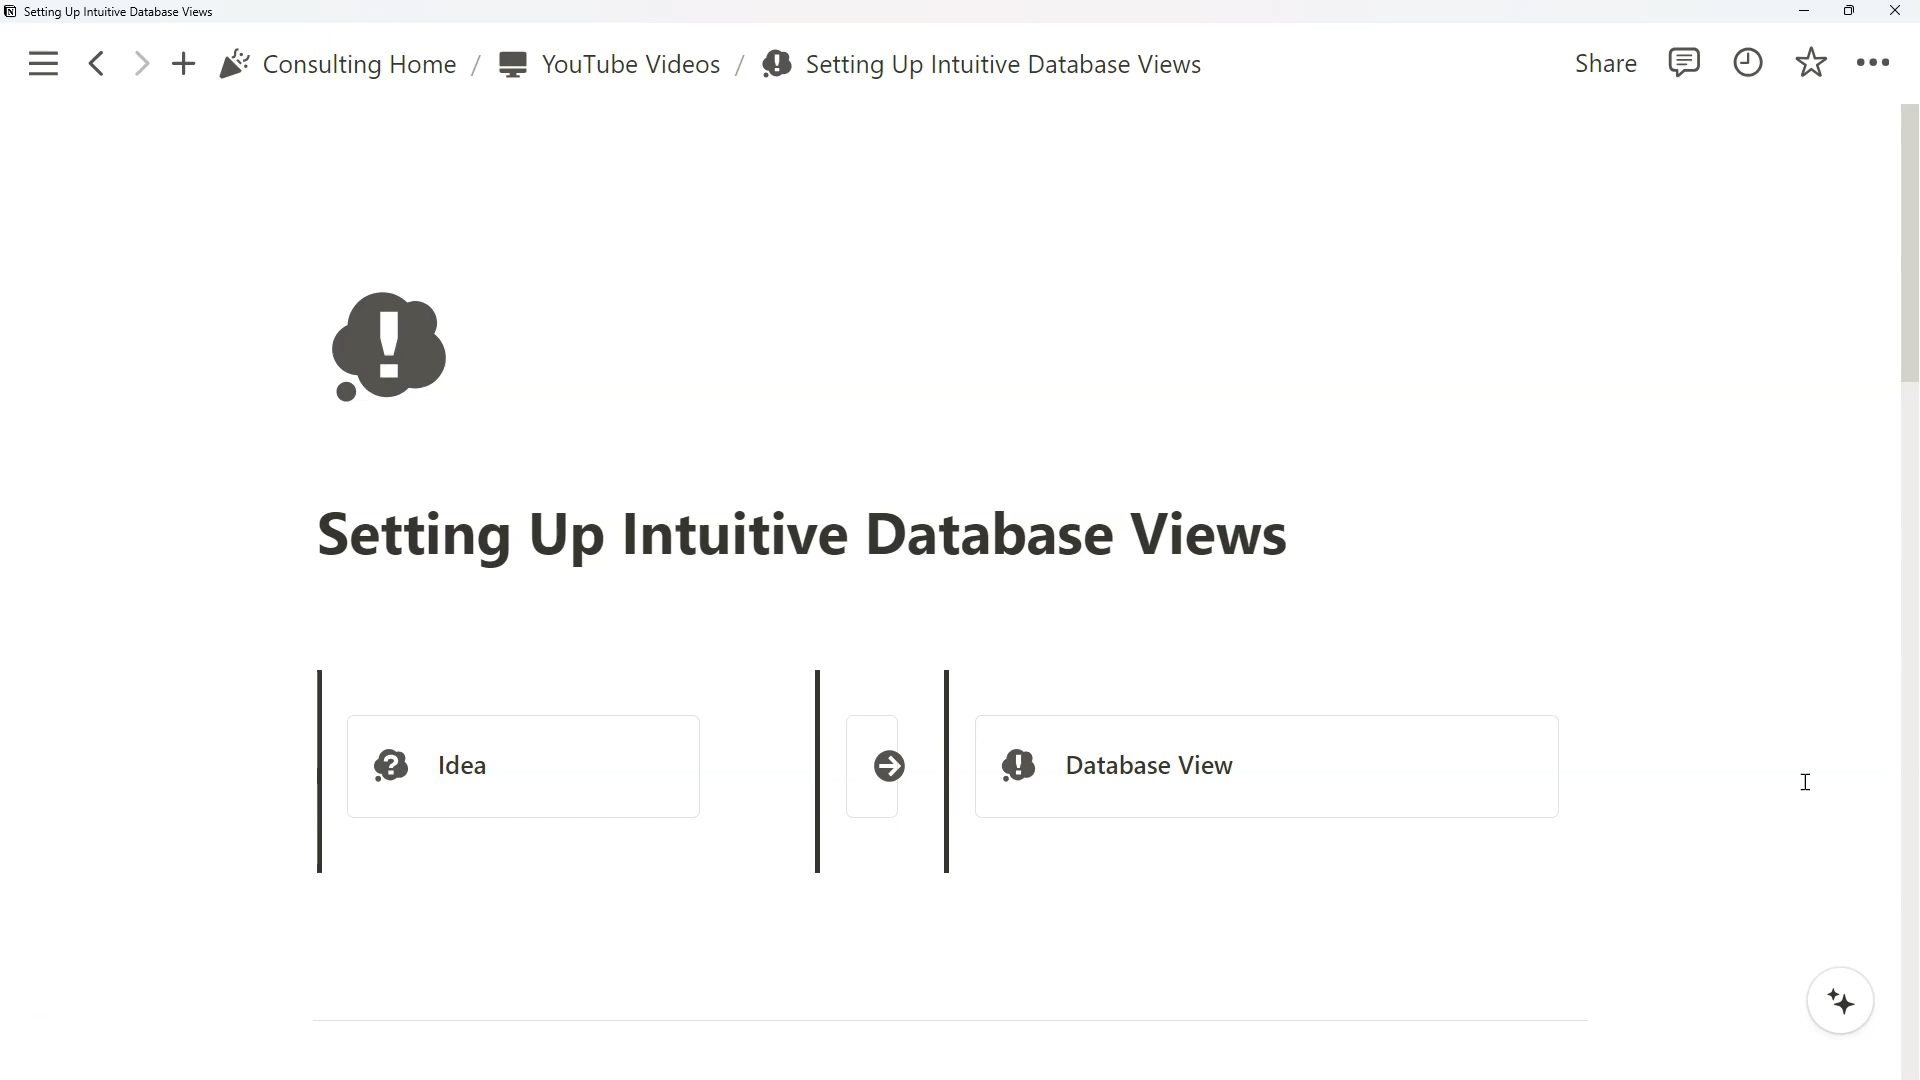 Setting Up Intuitive Database Views
Consulting Home / YouTube Videos / Setting Up Intuitive Database Views
Share
Setting Up Intuitive Database Views
Idea
Database View